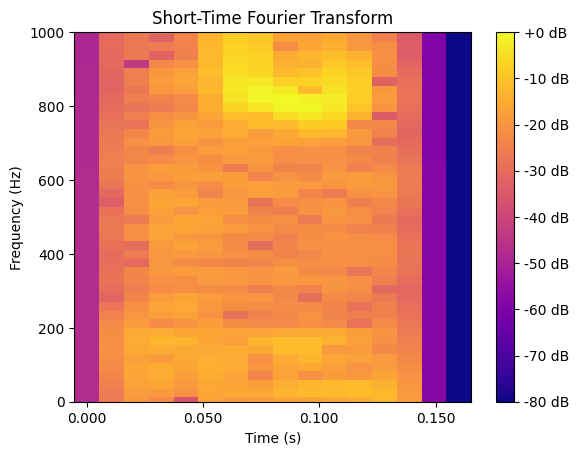 Short-Time Fourier Transform
1000
800
600
400
200
0
Frequency (Hz)
0.000
0.050
0.100
0.150
Time (s)
+0 dB
-10 dB
-20 dB
-30 dB
-40 dB
-50 dB
-60 dB
-70 dB
-80 dB